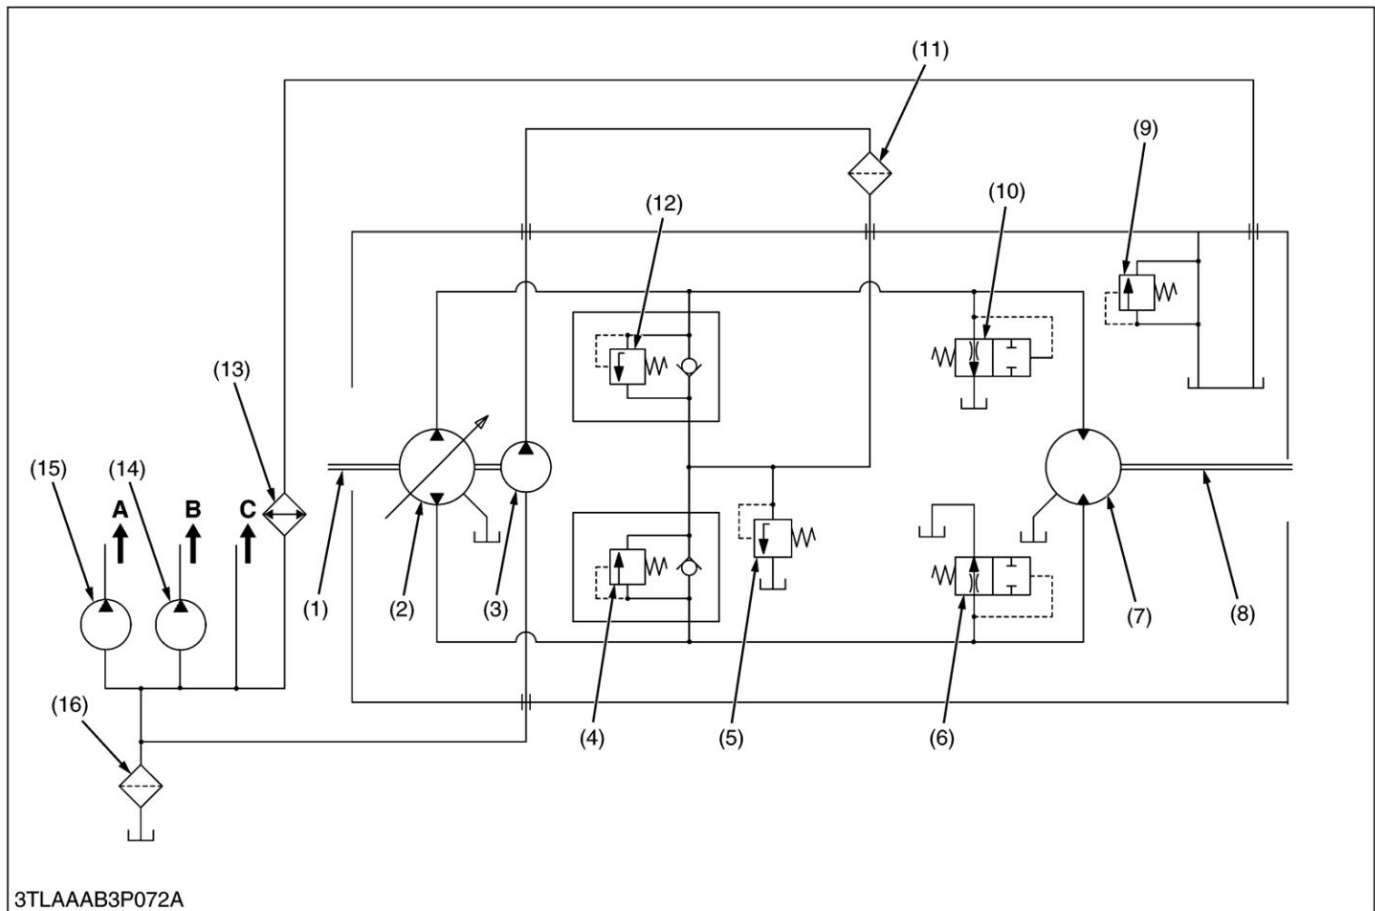 (11)
(9)
(10)
(12)
(13)
(15) (14)
A B C
(1) (2) (3) (7) (8)
(16)
(4) (5) (6)
3TLAAAB3P072A